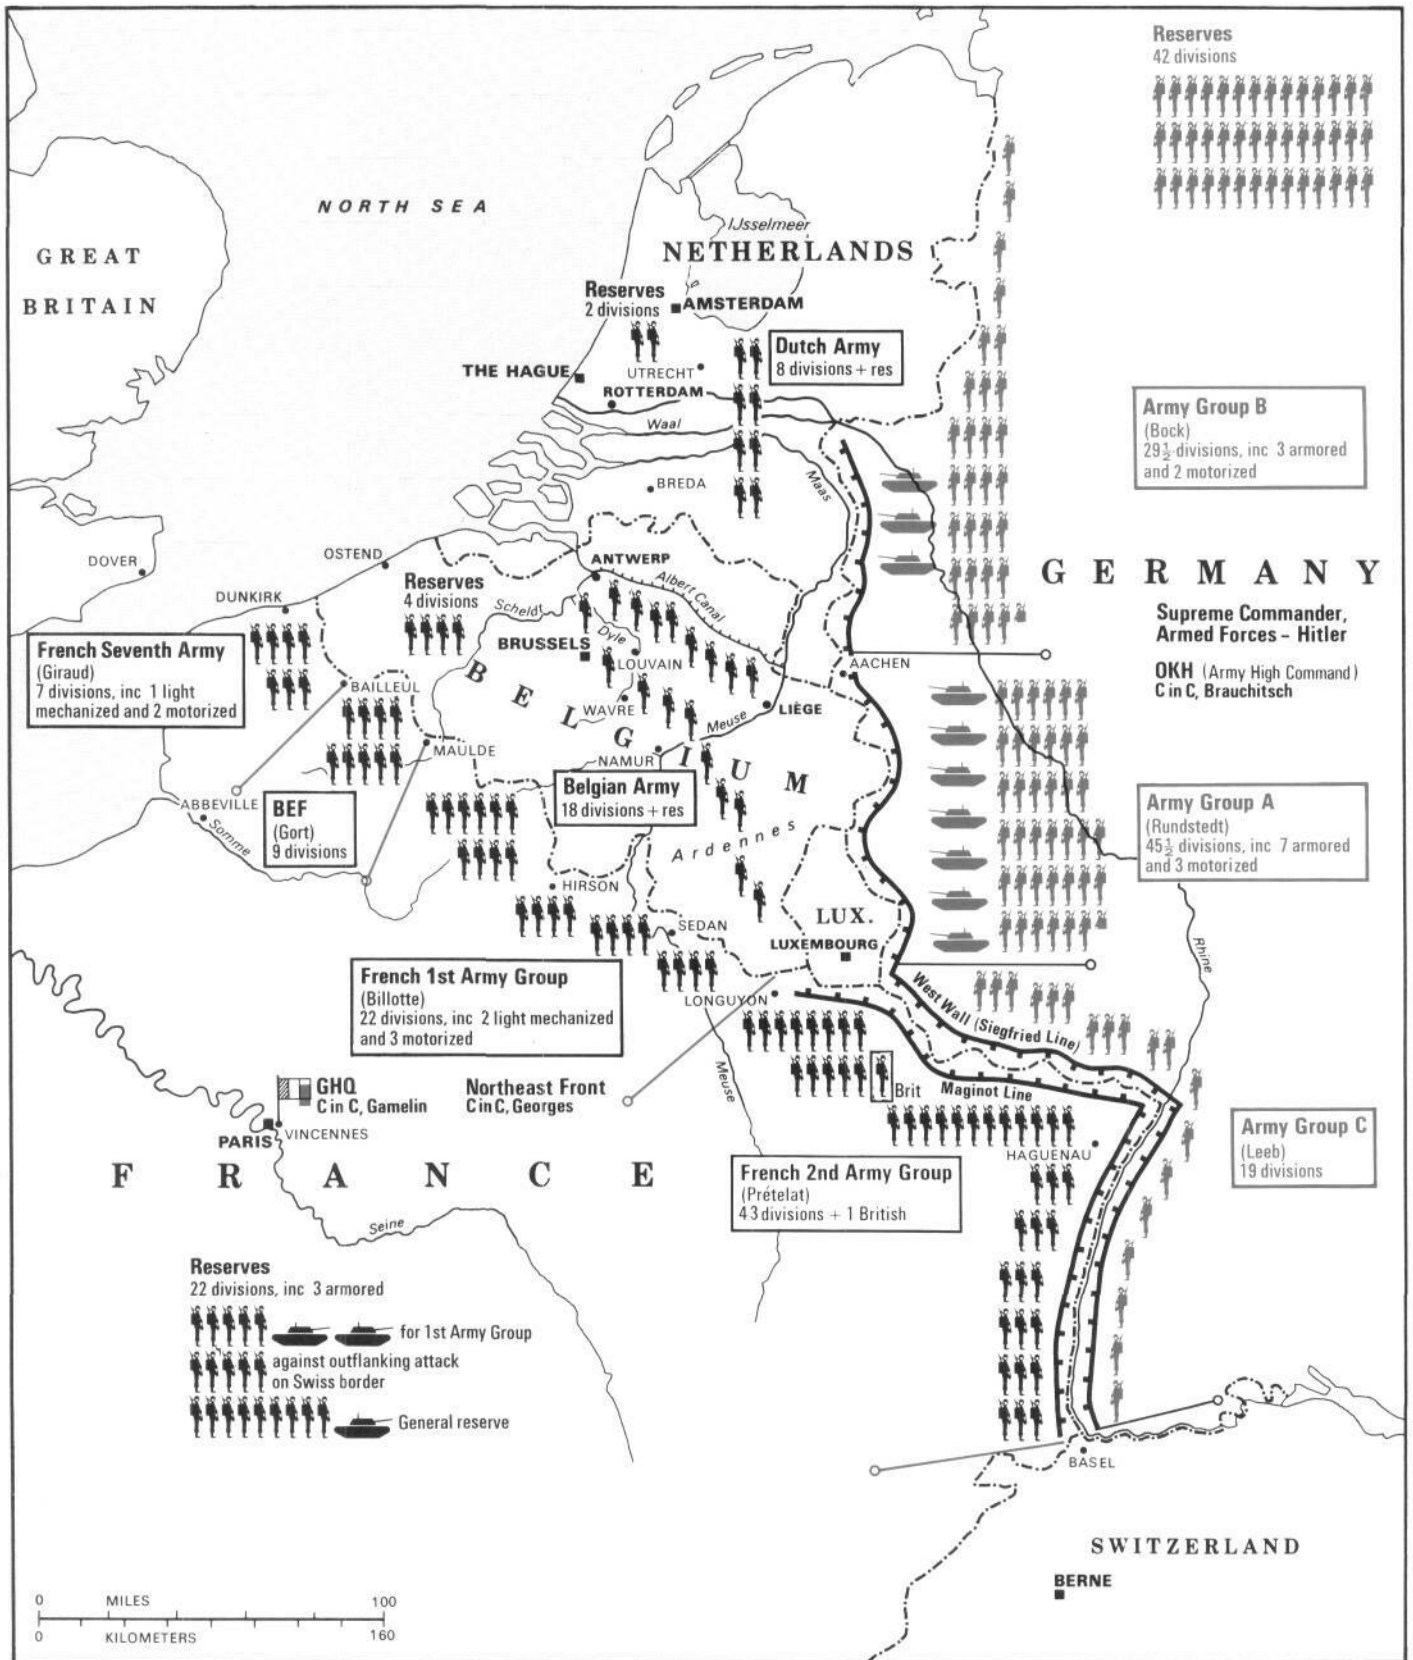 Reserves
42 divisions
NORTH SEA
GREAT
BRITAIN
IJsselmeer
NETHERLANDS
Reserves
2 divisions
AMSTERDAM
Dutch Army
8 divisions + res
THE HAGUE
UTRECHT
ROTTERDAM
Waal
Army Group B
(Bock)
29½ divisions, inc 3 armored
and 2 motorized
BREDA
Maas
DOVER
OSTEND
ANTWERP
Albert Canal
GERMANY
DUNKIRK
Reserves
4 divisions
Scheldt
Dyle
BRUSSELS
LOUVAIN
Supreme Commander,
Armed Forces – Hitler
OKH (Army High Command)
C in C, Brauchitsch
French Seventh Army
(Giraud)
7 divisions, inc 1 light
mechanized and 2 motorized
AACHEN
BAILLEUL
BELGIUM
WAVRE
Meuse
LIÈGE
MAULDE
NAMUR
Belgian Army
18 divisions + res
ABBEVILLE
Somme
BEF
(Gort)
9 divisions
Army Group A
(Rundstedt)
45½ divisions, inc 7 armored
and 3 motorized
Ardennes
HIRSON
LUX.
SEDAN
LUXEMBOURG
Rhine
French 1st Army Group
(Billotte)
22 divisions, inc 2 light mechanized
and 3 motorized
LONGUYON
West Wall (Siegfried Line)
Meuse
GHQ
C in C, Gamelin
Northeast Front
C in C, Georges
Brit
Maginot Line
PARIS
VINCENNES
HAGUENAU
Army Group C
(Leeb)
19 divisions
FRANCE
French 2nd Army Group
(Prételat)
43 divisions + 1 British
Seine
Reserves
22 divisions, inc 3 armored
for 1st Army Group
against outflanking attack
on Swiss border
General reserve
BASEL
SWITZERLAND
BERNE
0 MILES 100
0 KILOMETERS 160